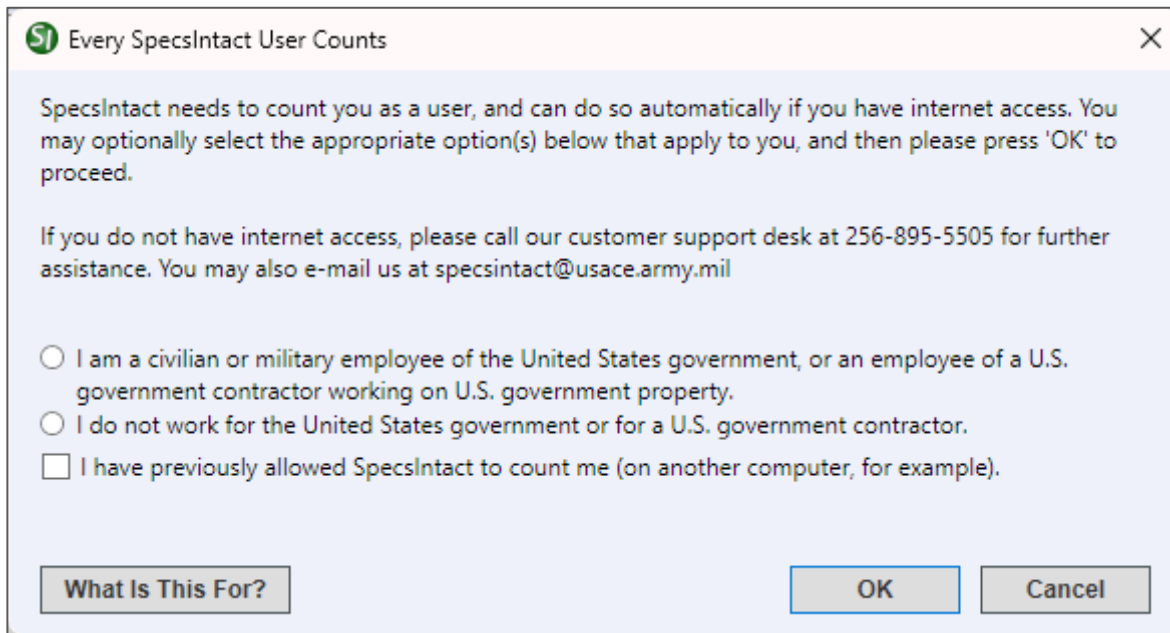 SI Every SpecsIntact User Counts
SpecsIntact needs to count you as a user, and can do so automatically if you have internet access. You
may optionally select the appropriate option(s) below that apply to you, and then please press 'OK' to
proceed.
If you do not have internet access, please call our customer support desk at 256-895-5505 for further
assistance. You may also e-mail us at specsintact@usace.army.mil
I am a civilian or military employee of the United States government, or an employee of a U.S.
government contractor working on U.S. government property.
I do not work for the United States government or for a U.S. government contractor.
I have previously allowed SpecsIntact to count me (on another computer, for example).
What Is This For? OK Cancel